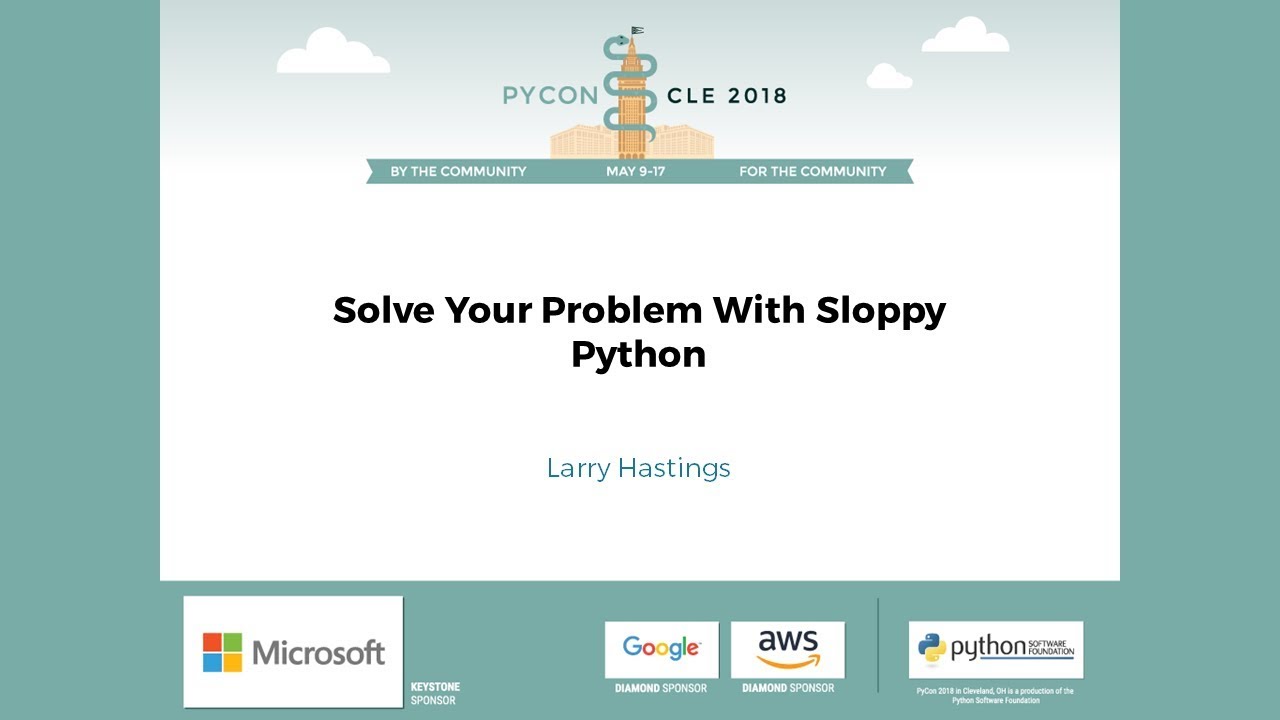 PYCON CLE 2018
BY THE COMMUNITY MAY 9-17 FOR THE COMMUNITY
Solve Your Problem With Sloppy
Python
Larry Hastings
Microsoft
KEYSTONE
SPONSOR
Google
DIAMOND SPONSOR
aws
DIAMOND SPONSOR
python SOFTWARE
FOUNDATION
PyCon 2018 in Cleveland, OH is a production of the
Python Software Foundation